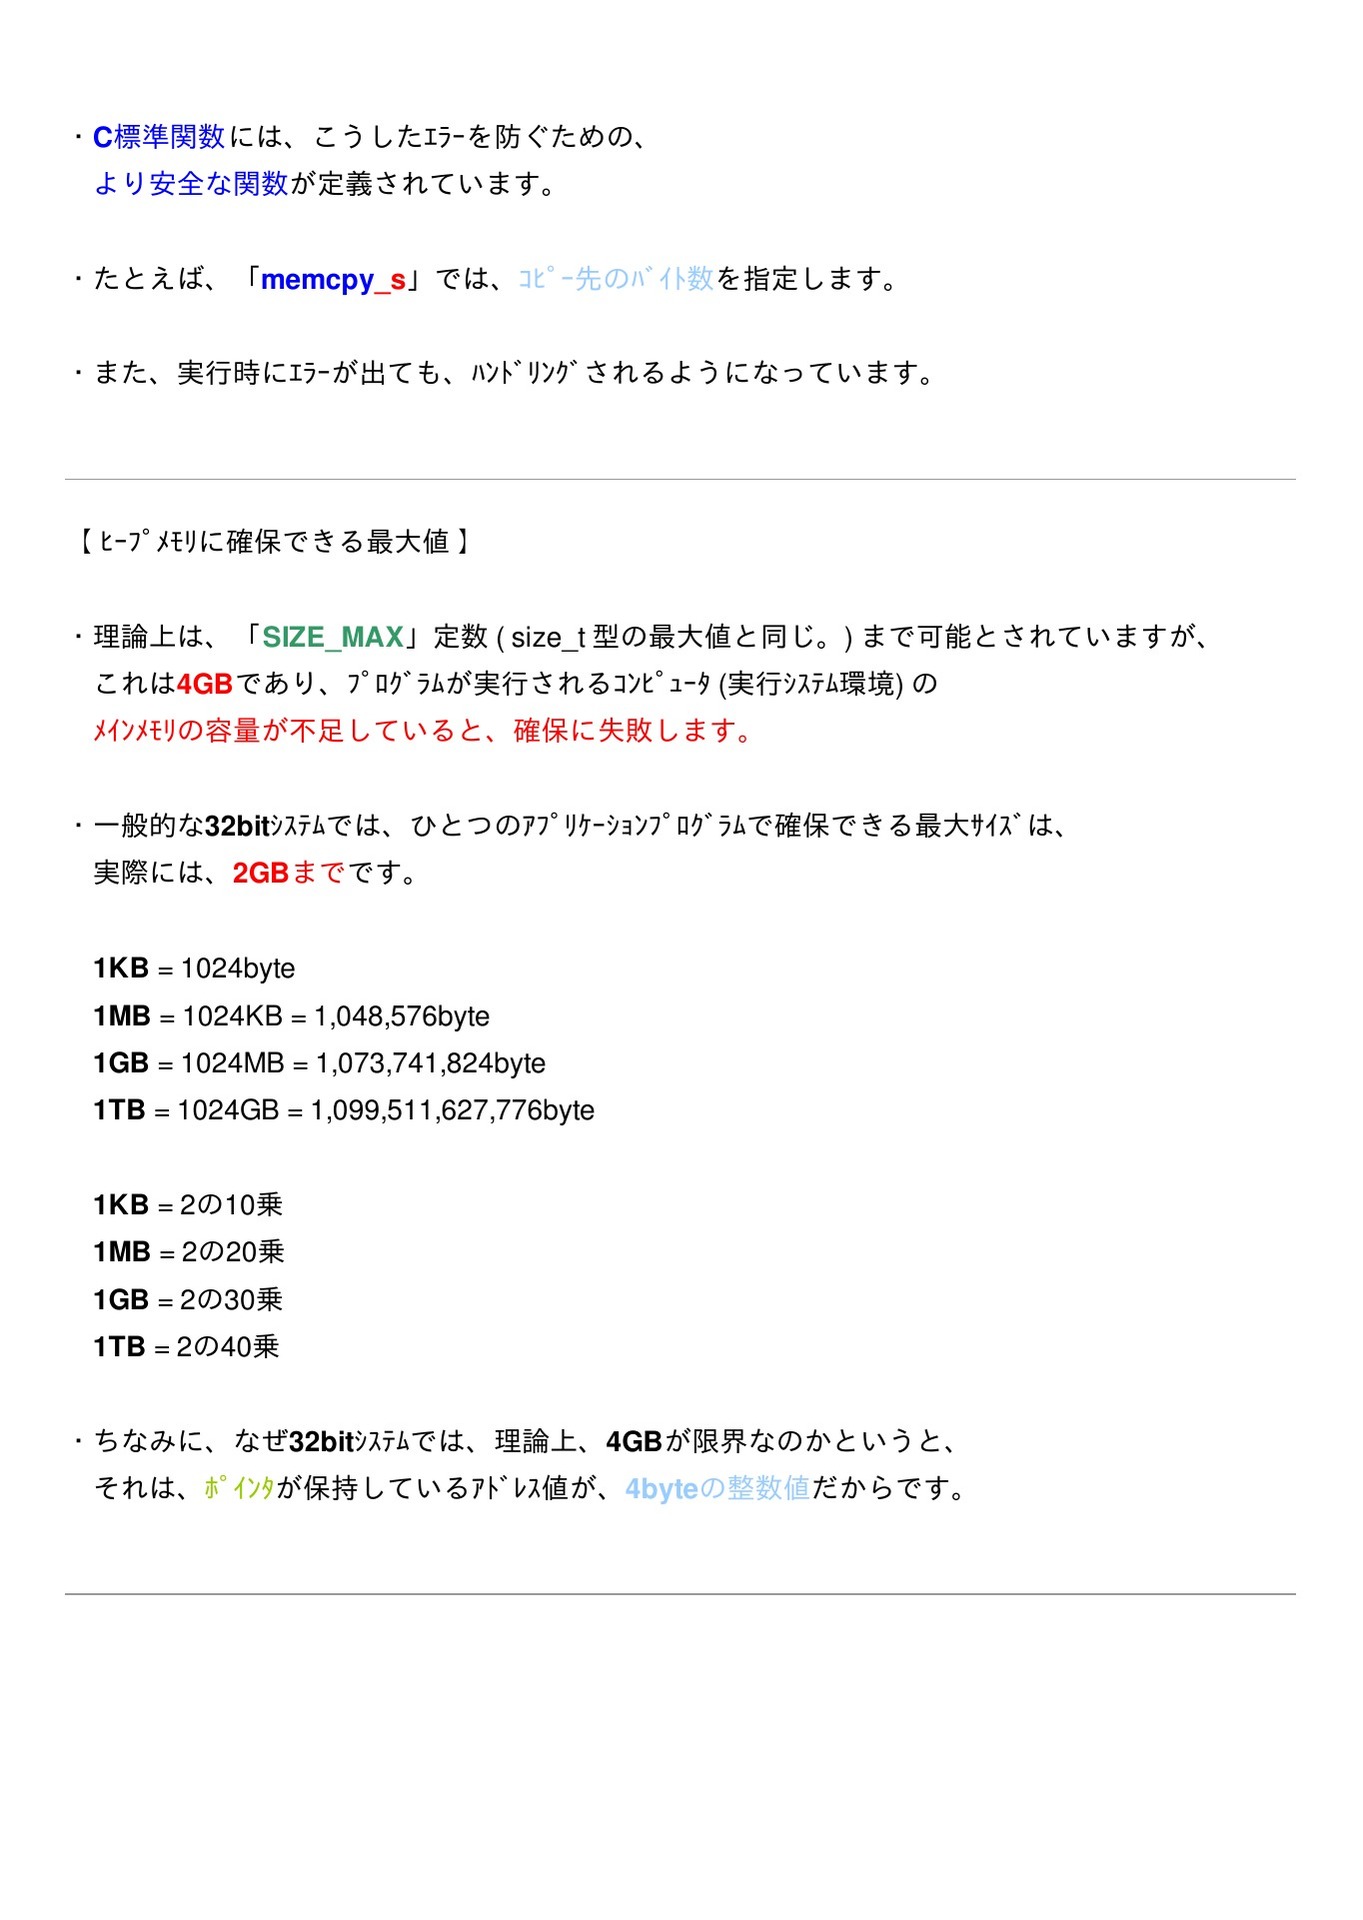 ・C標準関数には、こうしたｴﾗｰを防ぐための、
より安全な関数が定義されています。
・たとえば、「memcpy_s」では、ｺﾋﾟｰ先のﾊﾞｲﾄ数を指定します。
・また、実行時にｴﾗｰが出ても、ﾊﾝﾄﾞﾘﾝｸﾞされるようになっています。
【 ﾋｰﾌﾟﾒﾓﾘに確保できる最大値 】
・理論上は、「SIZE_MAX」定数 ( size_t 型の最大値と同じ。) まで可能とされていますが、
これは4GBであり、ﾌﾟﾛｸﾞﾗﾑが実行されるｺﾝﾋﾟｭｰﾀ (実行ｼｽﾃﾑ環境) の
ﾒｲﾝﾒﾓﾘの容量が不足していると、確保に失敗します。
・一般的な32bitｼｽﾃﾑでは、ひとつのｱﾌﾟﾘｹｰｼｮﾝﾌﾟﾛｸﾞﾗﾑで確保できる最大ｻｲｽﾞは、
実際には、2GBまでです。
1KB = 1024byte
1MB = 1024KB = 1,048,576byte
1GB = 1024MB = 1,073,741,824byte
1TB = 1024GB = 1,099,511,627,776byte
1KB = 2の10乗
1MB = 2の20乗
1GB = 2の30乗
1TB = 2の40乗
・ちなみに、なぜ32bitｼｽﾃﾑでは、理論上、4GBが限界なのかというと、
それは、ﾎﾟｲﾝﾀが保持しているｱﾄﾞﾚｽ値が、4byteの整数値だからです。